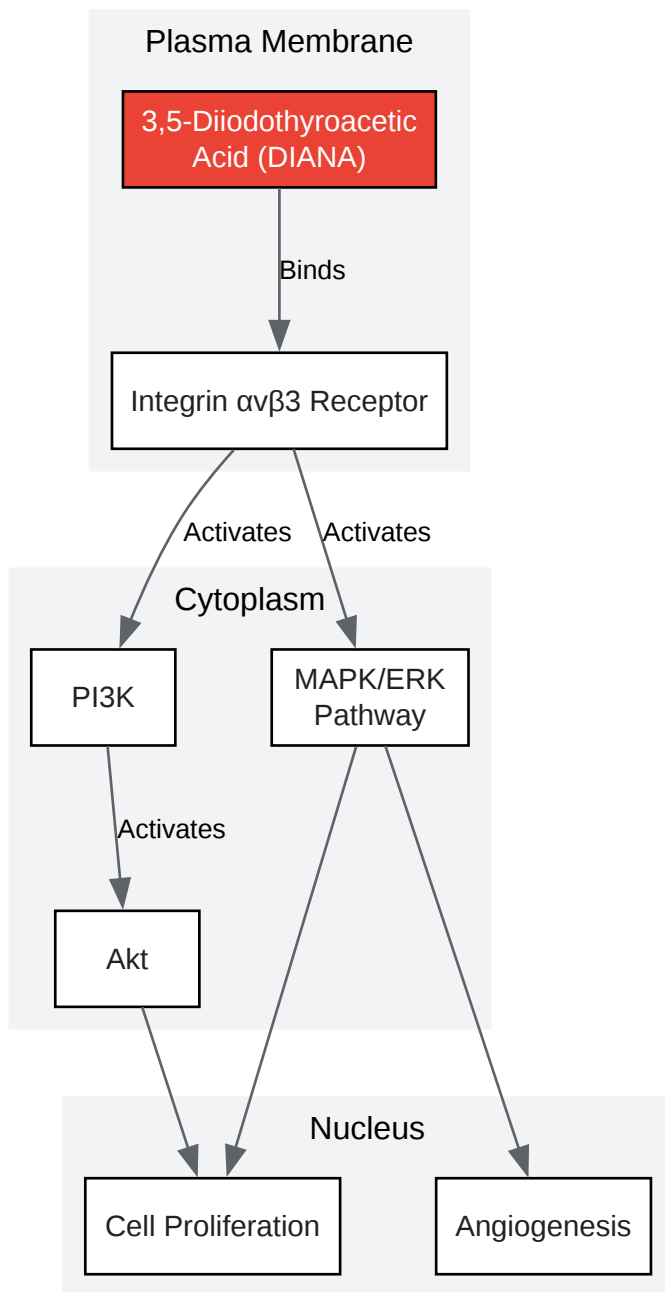 Plasma Membrane
3,5-Diiodothyroacetic
Acid (DIANA)
Binds
Integrin αvβ3 Receptor
Activates
Activates
Cytoplasm
PI3K
MAPK/ERK
Pathway
Activates
Akt
Nucleus
Cell Proliferation
Angiogenesis